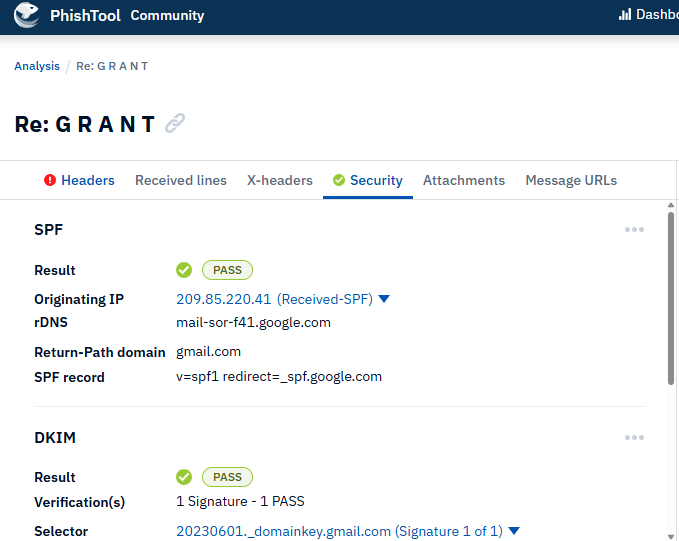 PhishTool Community
Dashbo
Analysis / Re: G R A N T
Re: G R A N T
Headers Received lines X-headers Security Attachments Message URLs
SPF
Result PASS
Originating IP 209.85.220.41 (Received-SPF)
rDNS mail-sor-f41.google.com
Return-Path domain gmail.com
SPF record v=spf1 redirect=_spf.google.com
DKIM
Result PASS
Verification(s) 1 Signature - 1 PASS
Selector 20230601._domainkey.gmail.com (Signature 1 of 1)